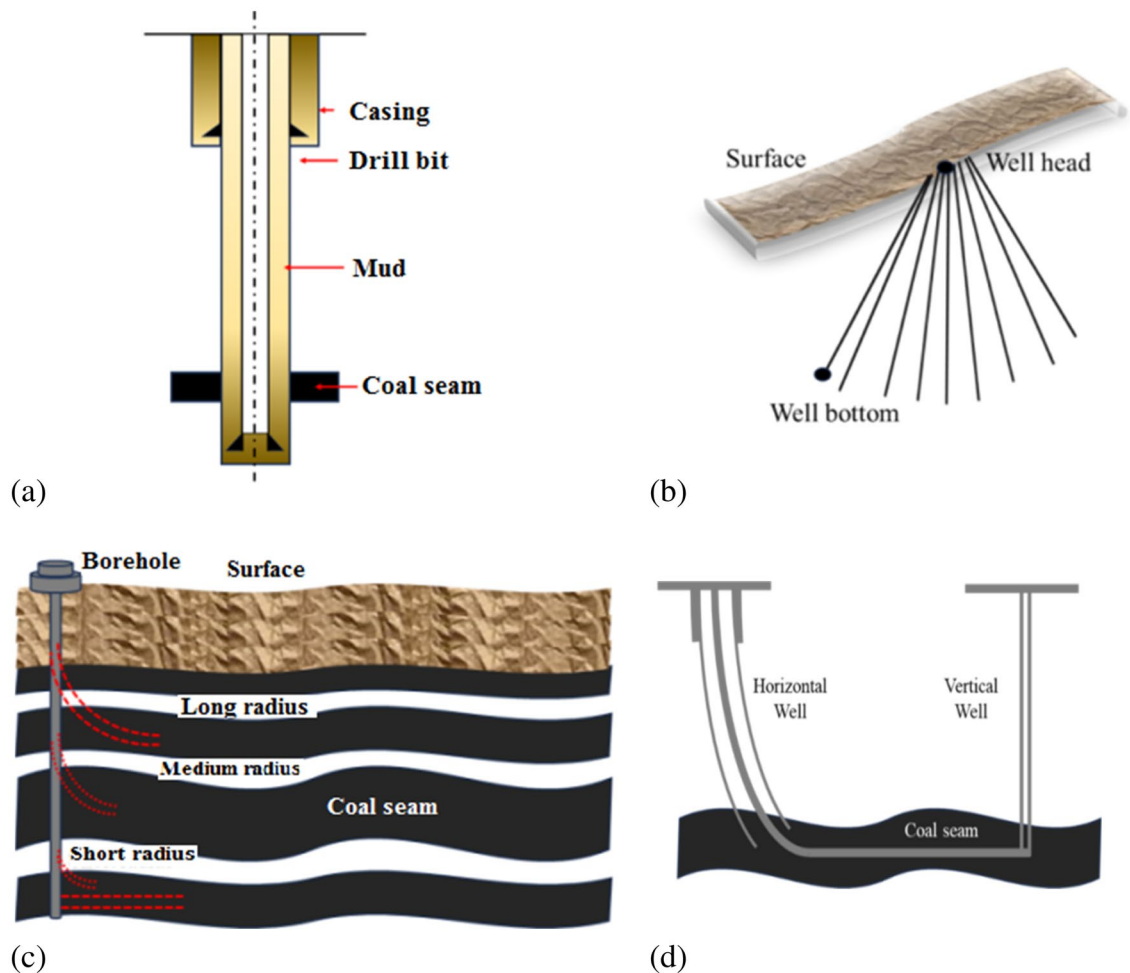 Casing
Drill bit
Mud
Coal seam
(a)
Surface
Well head
Well bottom
(b)
Borehole
Surface
Long radius
Medium radius
Coal seam
Short radius
(c)
Horizontal
Well
Vertical
Well
Coal seam
(d)